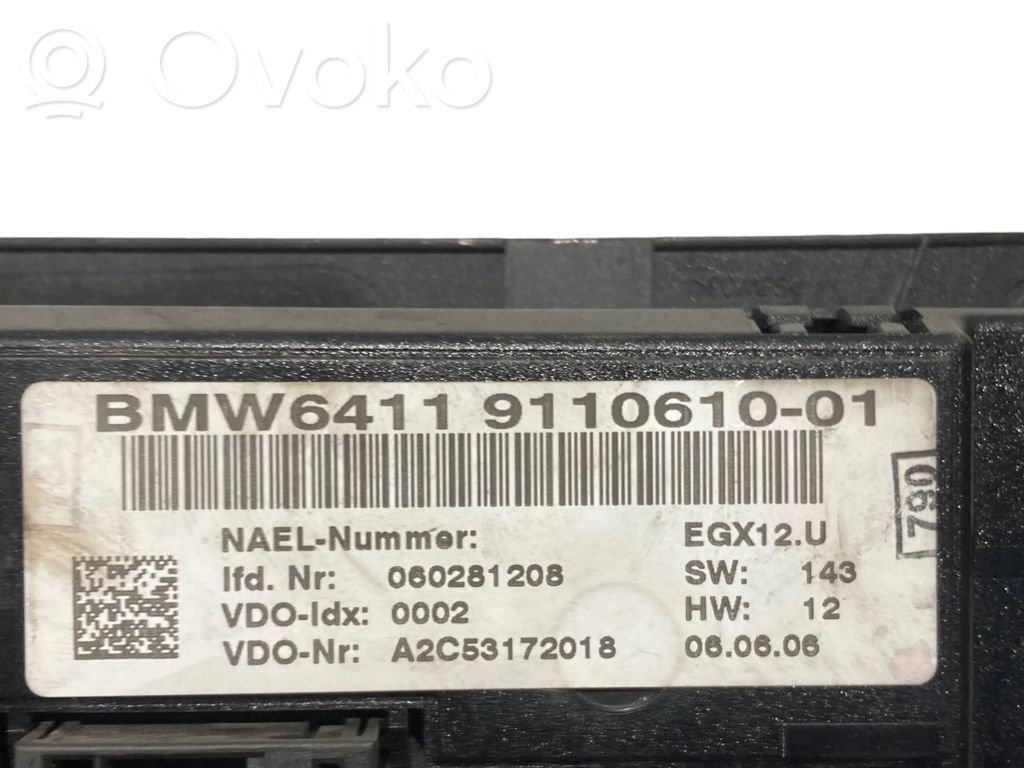 Ovoko
BMW6411 9110610-01
790
NAEL-Nummer: EGX12.U
lfd. Nr: 060281208 SW: 143
VDO-Idx: 0002 HW: 12
VDO-Nr: A2C53172018 06.06.06